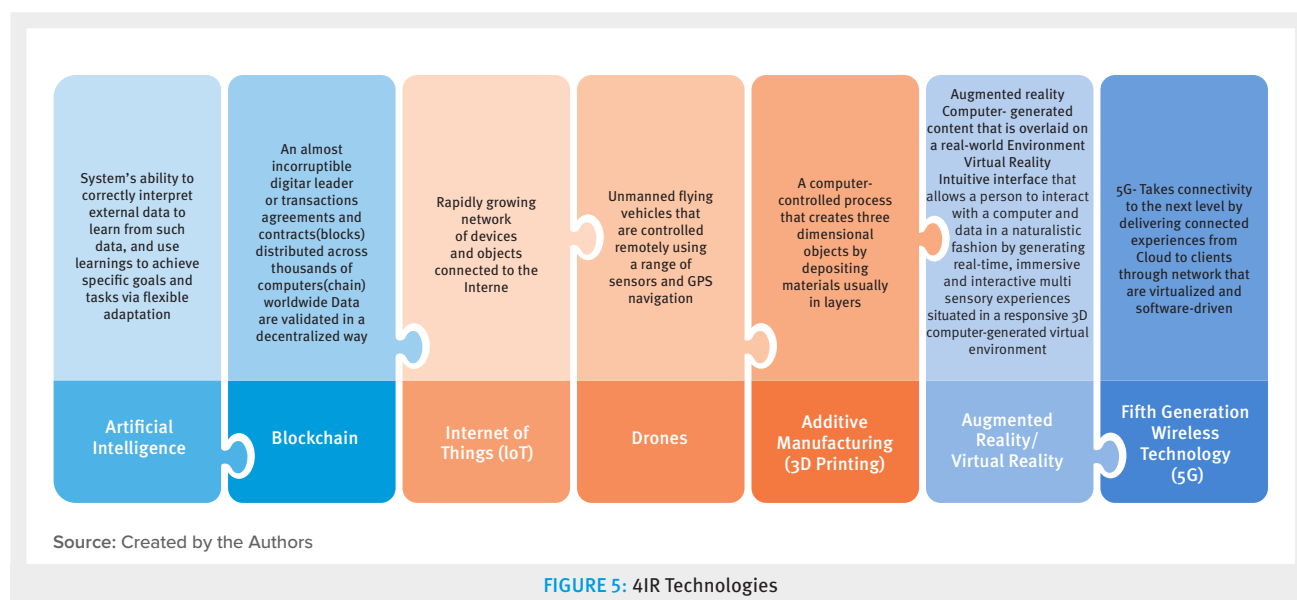 System's ability to
correctly interpret
external data to
learn from such
data, and use
learnings to achieve
specific goals and
tasks via flexible
adaptation
Artificial
Intelligence
An almost
incorruptible
digitar leader
or transactions
agreements and
contracts(blocks)
distributed across
thousands of
computers(chain)
worldwide Data
are validated in a
decentralized way
Blockchain
Rapidly growing
network
of devices
and objects
connected to the
Interne
Internet of
Things (loT)
Unmanned flying
vehicles that
are controlled
remotely using
a range of
sensors and GPS
navigation
Drones
A computer-
controlled process
that creates three
dimensional
objects by
depositing
materials usually
in layers
Additive
Manufacturing
(3D Printing)
Augmented reality
Computer- generated
content that is overlaid on
a real-world Environment
Virtual Reality
Intuitive interface that
allows a person to interact
with a computer and
data in a naturalistic
fashion by generating
real-time, immersive
and interactive multi
sensory experiences
situated in a responsive 3D
computer-generated virtual
environment
Augmented
Reality/
Virtual Reality
5G- Takes connectivity
to the next level by
delivering connected
experiences from
Cloud to clients
through network that
are virtualized and
software-driven
Fifth Generation
Wireless
Technology
(5G)
Source: Created by the Authors
FIGURE 5: 4IR Technologies